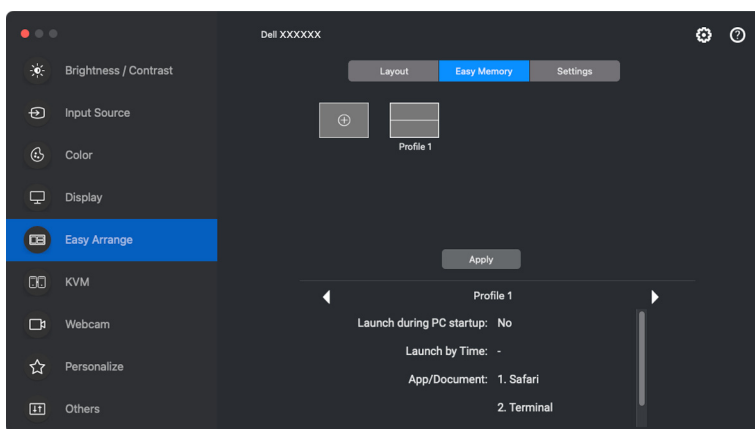 Dell XXXXXX
Brightness / Contrast
Input Source
Color
Display
Easy Arrange
KVM
Webcam
Personalize
Others
Layout
Easy Memory
Settings
Profile 1
Apply
Profile 1
Launch during PC startup: No
Launch by Time: -
App/Document: 1. Safari
2. Terminal